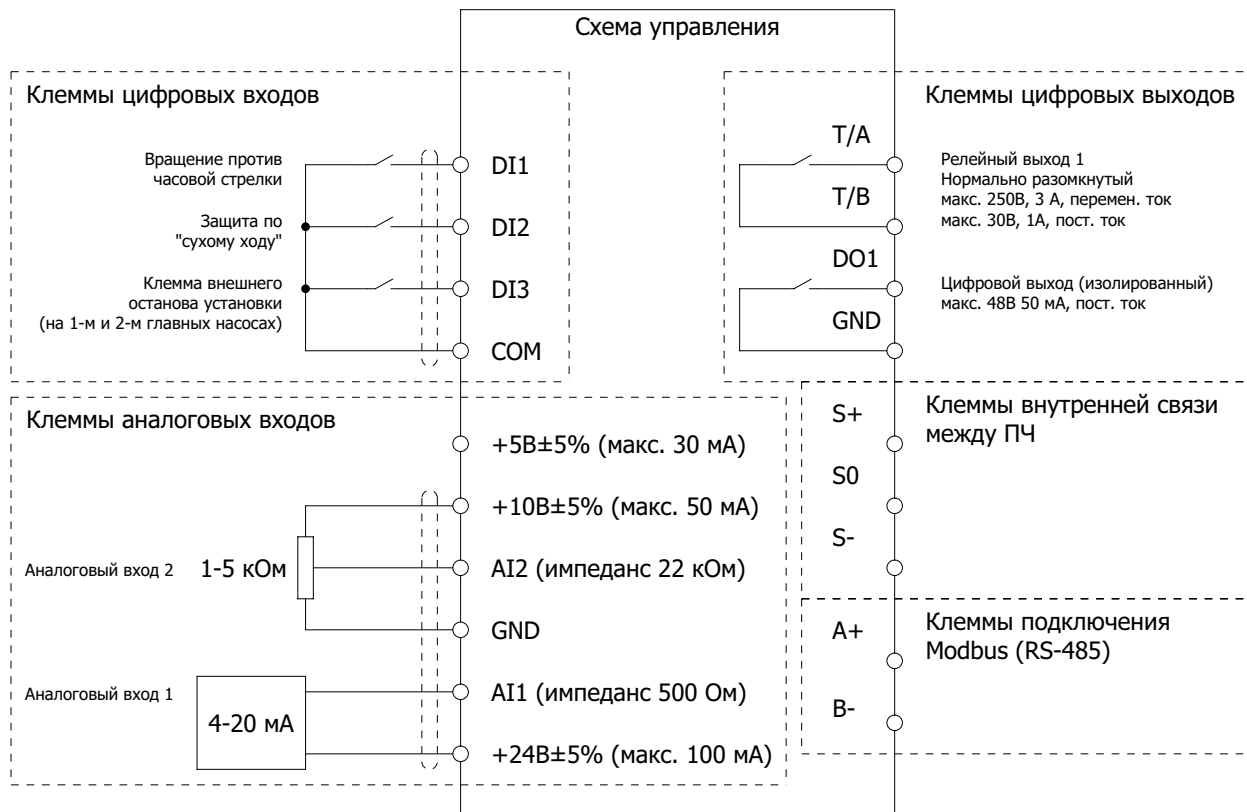 Схема управления
Клеммы цифровых входов
Вращение против
часовой стрелки
DI1
Защита по
"сухому ходу"
DI2
Клемма внешнего
останова установки
(на 1-м и 2-м главных насосах)
DI3
COM
Клеммы цифровых выходов
T/A
Релейный выход 1
Нормально разомкнутый
макс. 250В, 3 А, перемен. ток
макс. 30В, 1А, пост. ток
T/B
DO1
Цифровой выход (изолированный)
макс. 48В 50 мА, пост. ток
GND
Клеммы аналоговых входов
+5В±5% (макс. 30 мА)
+10В±5% (макс. 50 мА)
Аналоговый вход 2
1-5 кОм
AI2 (импеданс 22 кОм)
GND
Аналоговый вход 1
4-20 мА
AI1 (импеданс 500 Ом)
+24В±5% (макс. 100 мА)
S+
Клеммы внутренней связи
между ПЧ
S0
S-
A+
Клеммы подключения
Modbus (RS-485)
B-